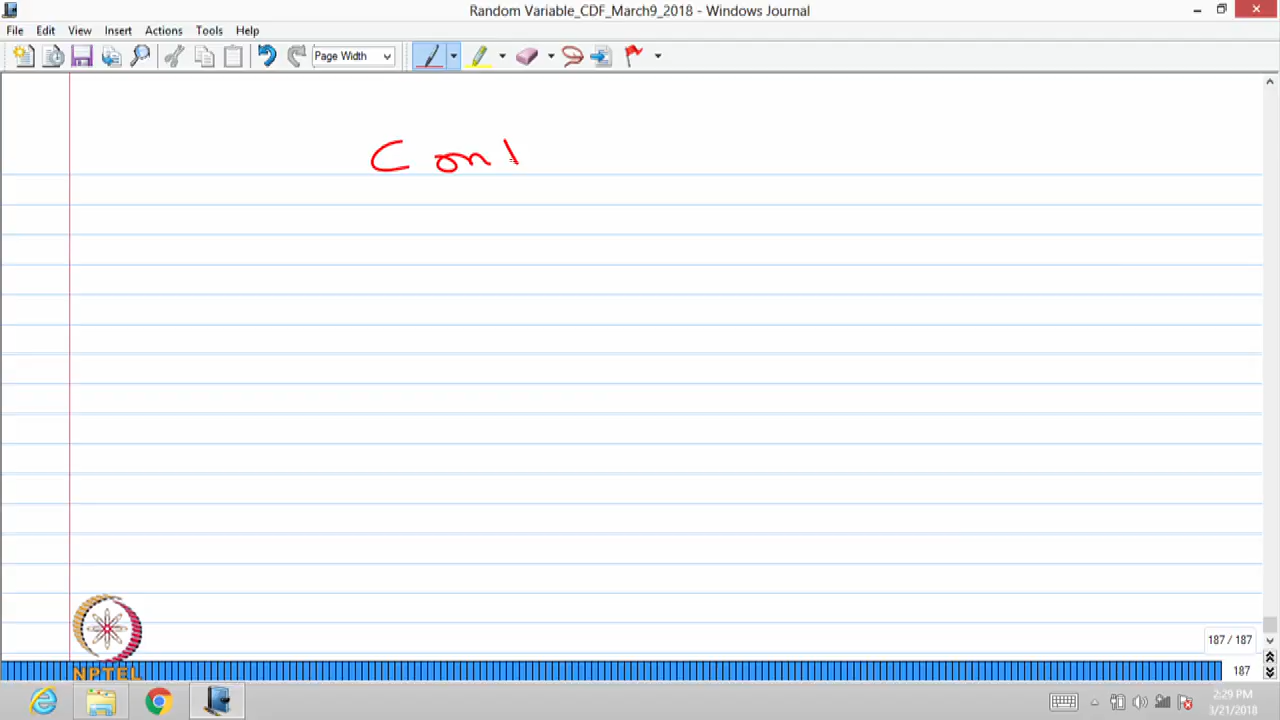 Random Variable_CDF_March9_2018 - Windows Journal
File Edit View Insert Actions Tools Help
Page Width
C on
187 / 187
187
NPTEL
2:29 PM
3/21/2018